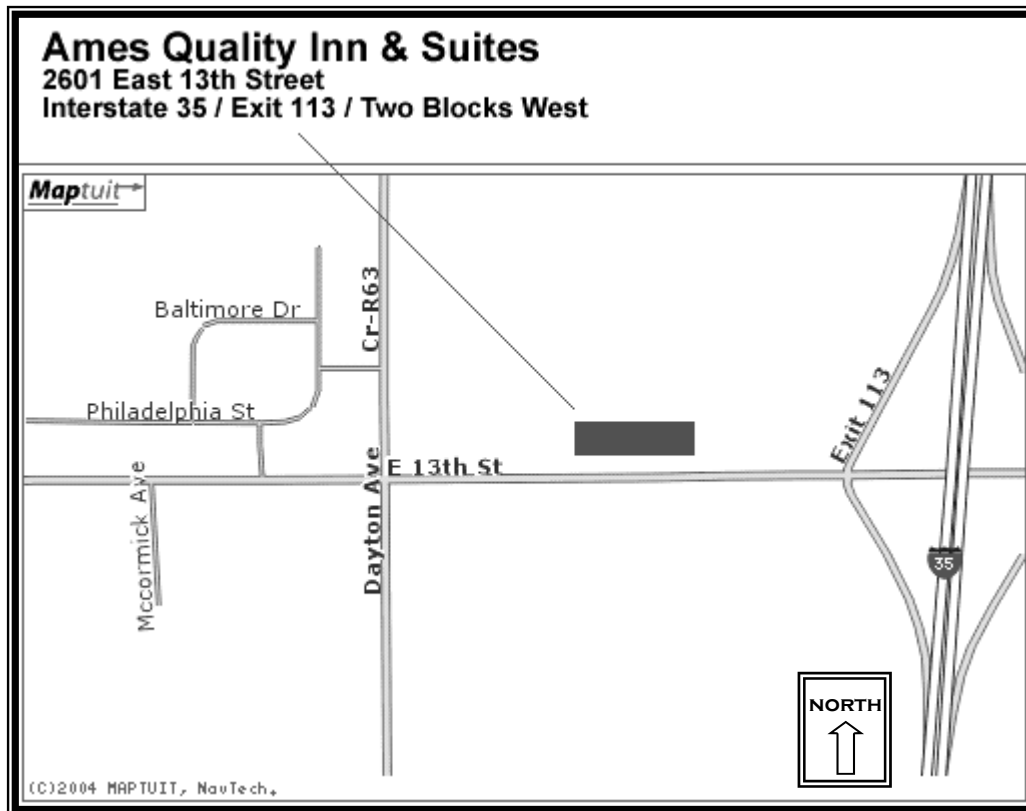 Ames Quality Inn & Suites
2601 East 13th Street
Interstate 35 / Exit 113 / Two Blocks West
Maptuit
Baltimore Dr
Cr-R63
Philadelphia St
Exit 113
E 13th St
Mccormick Ave
Dayton Ave
35
NORTH
(C)2004 MAPTUIT, NavTech.